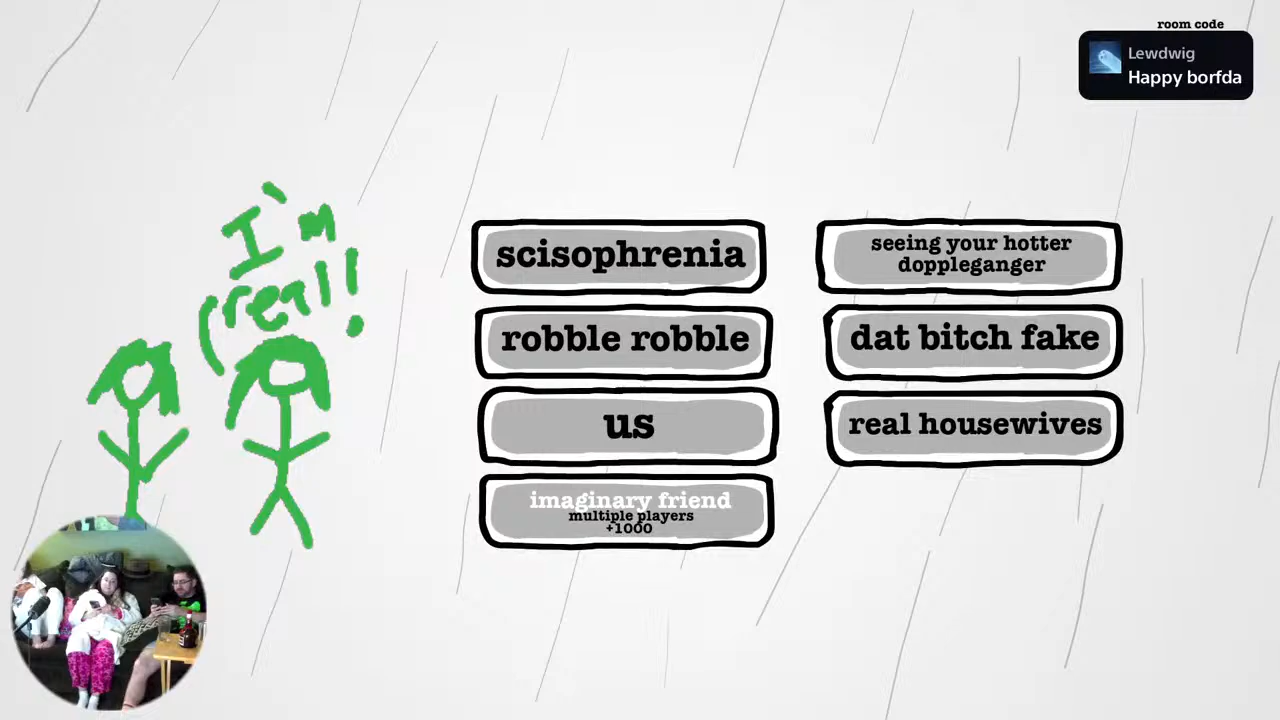 room code
Lewdwig
Happy borfda
I'm
real!
scisophrenia
robble robble
us
imaginary friend
multiple players
+1000
seeing your hotter
doppleganger
dat bitch fake
real housewives